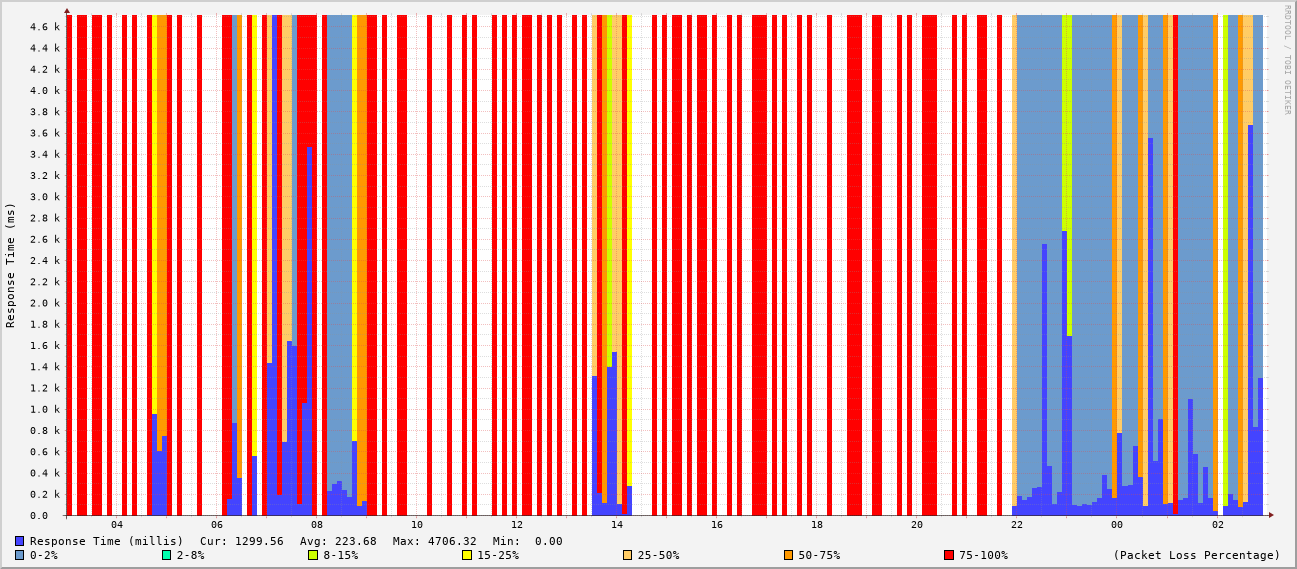 RRDTOOL / TOBI OETIKER
Response Time (ms)
4.6 k
4.4 k
4.2 k
4.0 k
3.8 k
3.6 k
3.4 k
3.2 k
3.0 k
2.8 k
2.6 k
2.4 k
2.2 k
2.0 k
1.8 k
1.6 k
1.4 k
1.2 k
1.0 k
0.8 k
0.6 k
0.4 k
0.2 k
0.0
04 06 08 10 12 14 16 18 20 22 00 02
Response Time (millis) Cur: 1299.56 Avg: 223.68 Max: 4706.32 Min: 0.00
0-2% 2-8% 8-15% 15-25% 25-50% 50-75% 75-100% (Packet Loss Percentage)